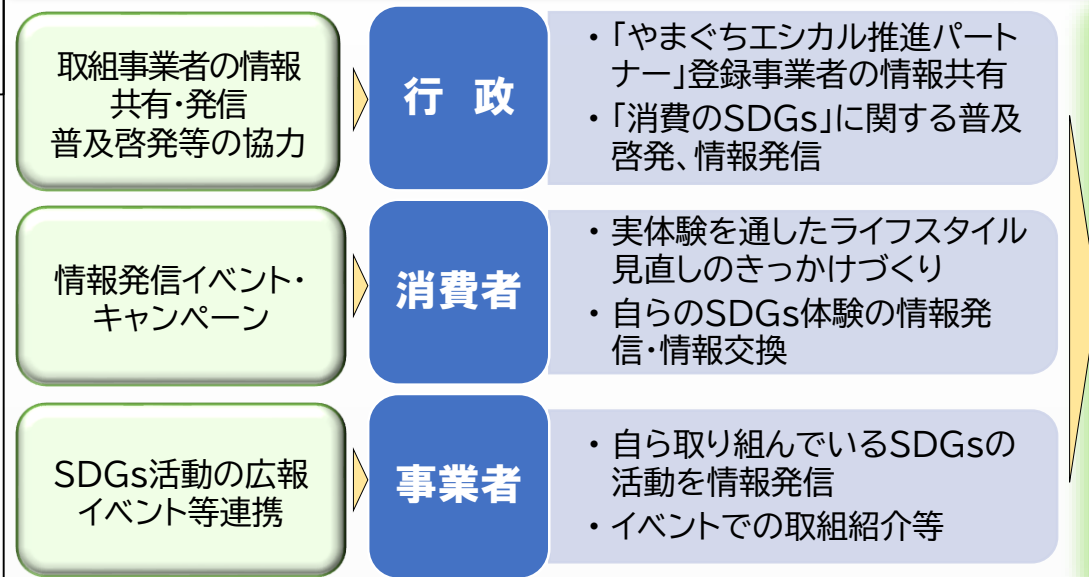 取組事業者の情報
共有・発信
普及啓発等の協力
行 政
・「やまぐちエシカル推進パート
ナー」登録事業者の情報共有
・「消費のSDGs」に関する普及
啓発、情報発信
情報発信イベント・
キャンペーン
消費者
・実体験を通したライフスタイル
見直しのきっかけづくり
・自らのSDGs体験の情報発
信・情報交換
SDGs活動の広報
イベント等連携
事業者
・自ら取り組んでいるSDGsの
活動を情報発信
・イベントでの取組紹介等